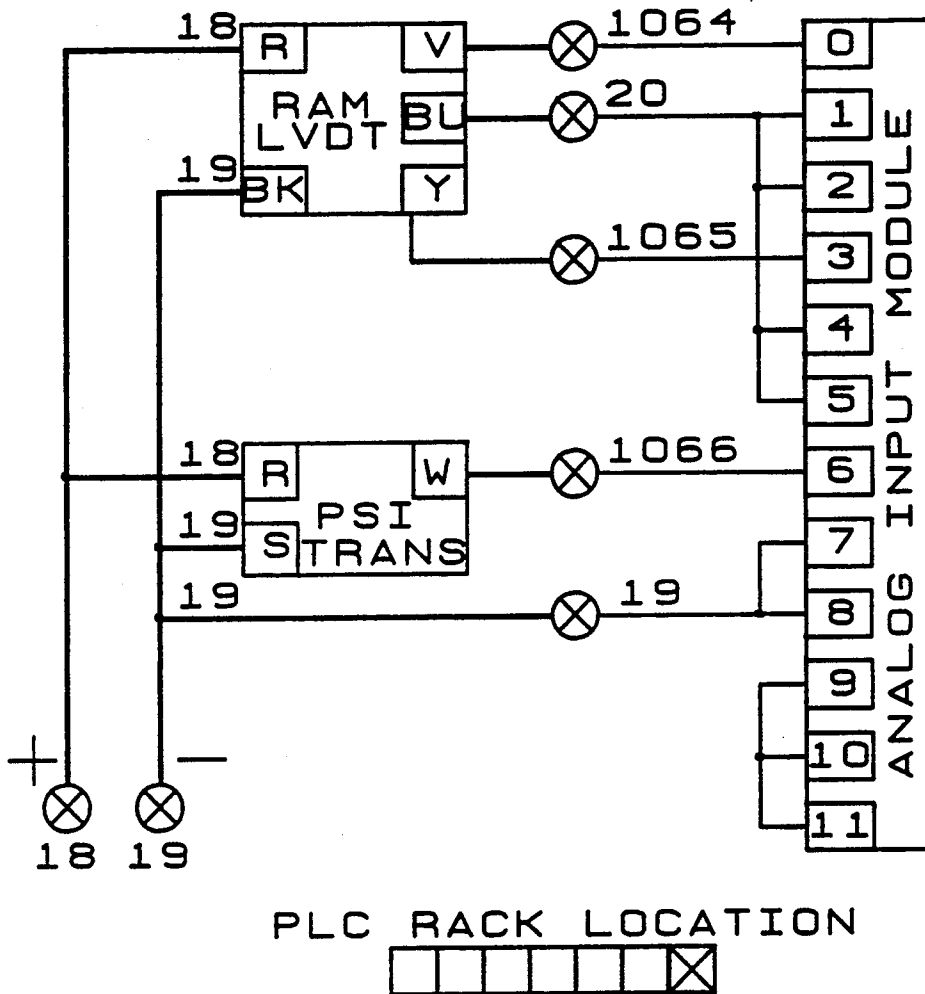 18 R V 1064 0
RAM LVDT
BU 20 1
2
19 BK Y
1065 3
4
5
18 R W 1066 6
PSI TRANS
19 S
7
19 19 8
9
10
11
ANALOG INPUT MODULE
+ −
18 19
PLC RACK LOCATION